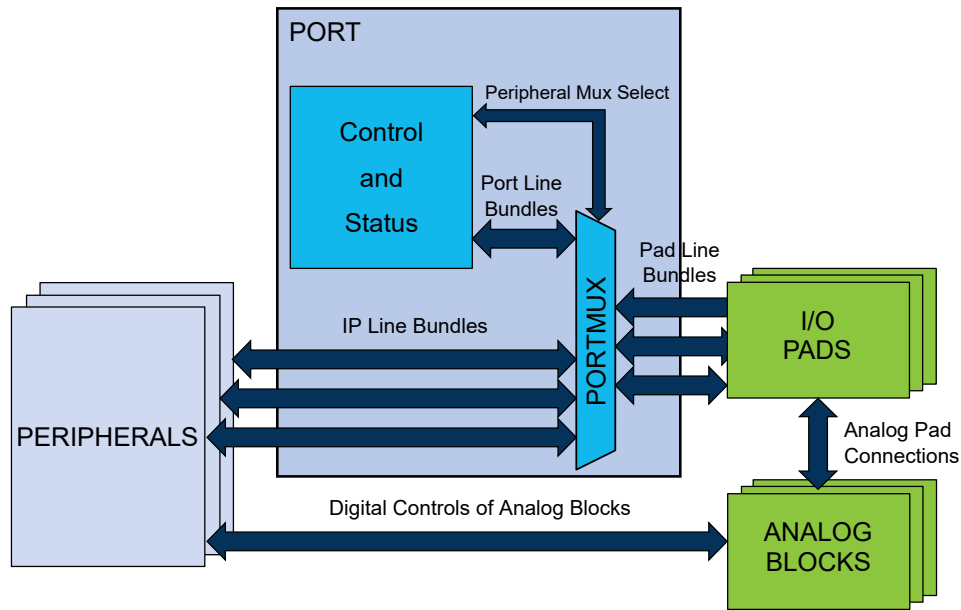 PORT
Peripheral Mux Select
Control
and
Status
Port Line
Bundles
Pad Line
Bundles
PORTMUX
I/O
PADS
IP Line Bundles
PERIPHERALS
Analog Pad
Connections
Digital Controls of Analog Blocks
ANALOG
BLOCKS